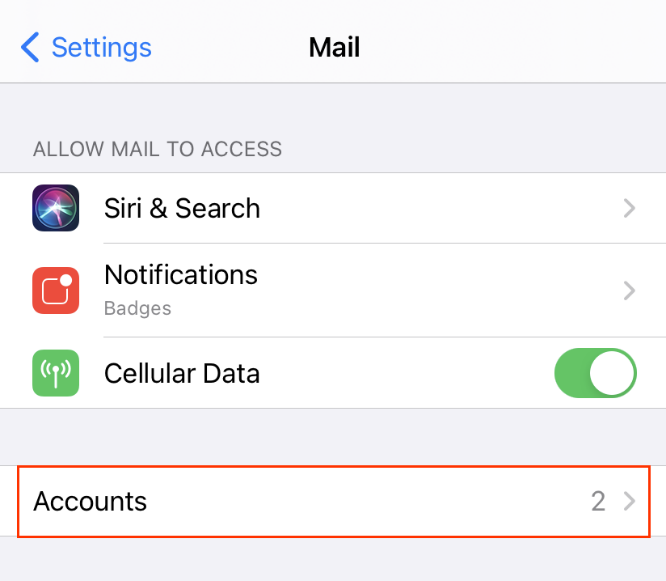 Settings
Mail
ALLOW MAIL TO ACCESS
Siri & Search
Notifications
Badges
Cellular Data
Accounts 2